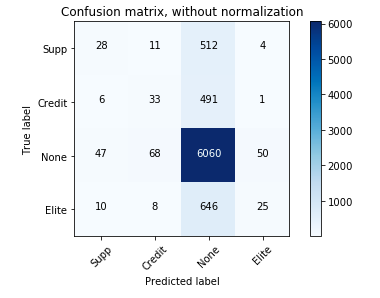 Confusion matrix, without normalization
Supp 28 11 512 4
Credit 6 33 491 1
None 47 68 6060 50
Elite 10 8 646 25
Supp Credit None Elite
True label
Predicted label
6000
5000
4000
3000
2000
1000